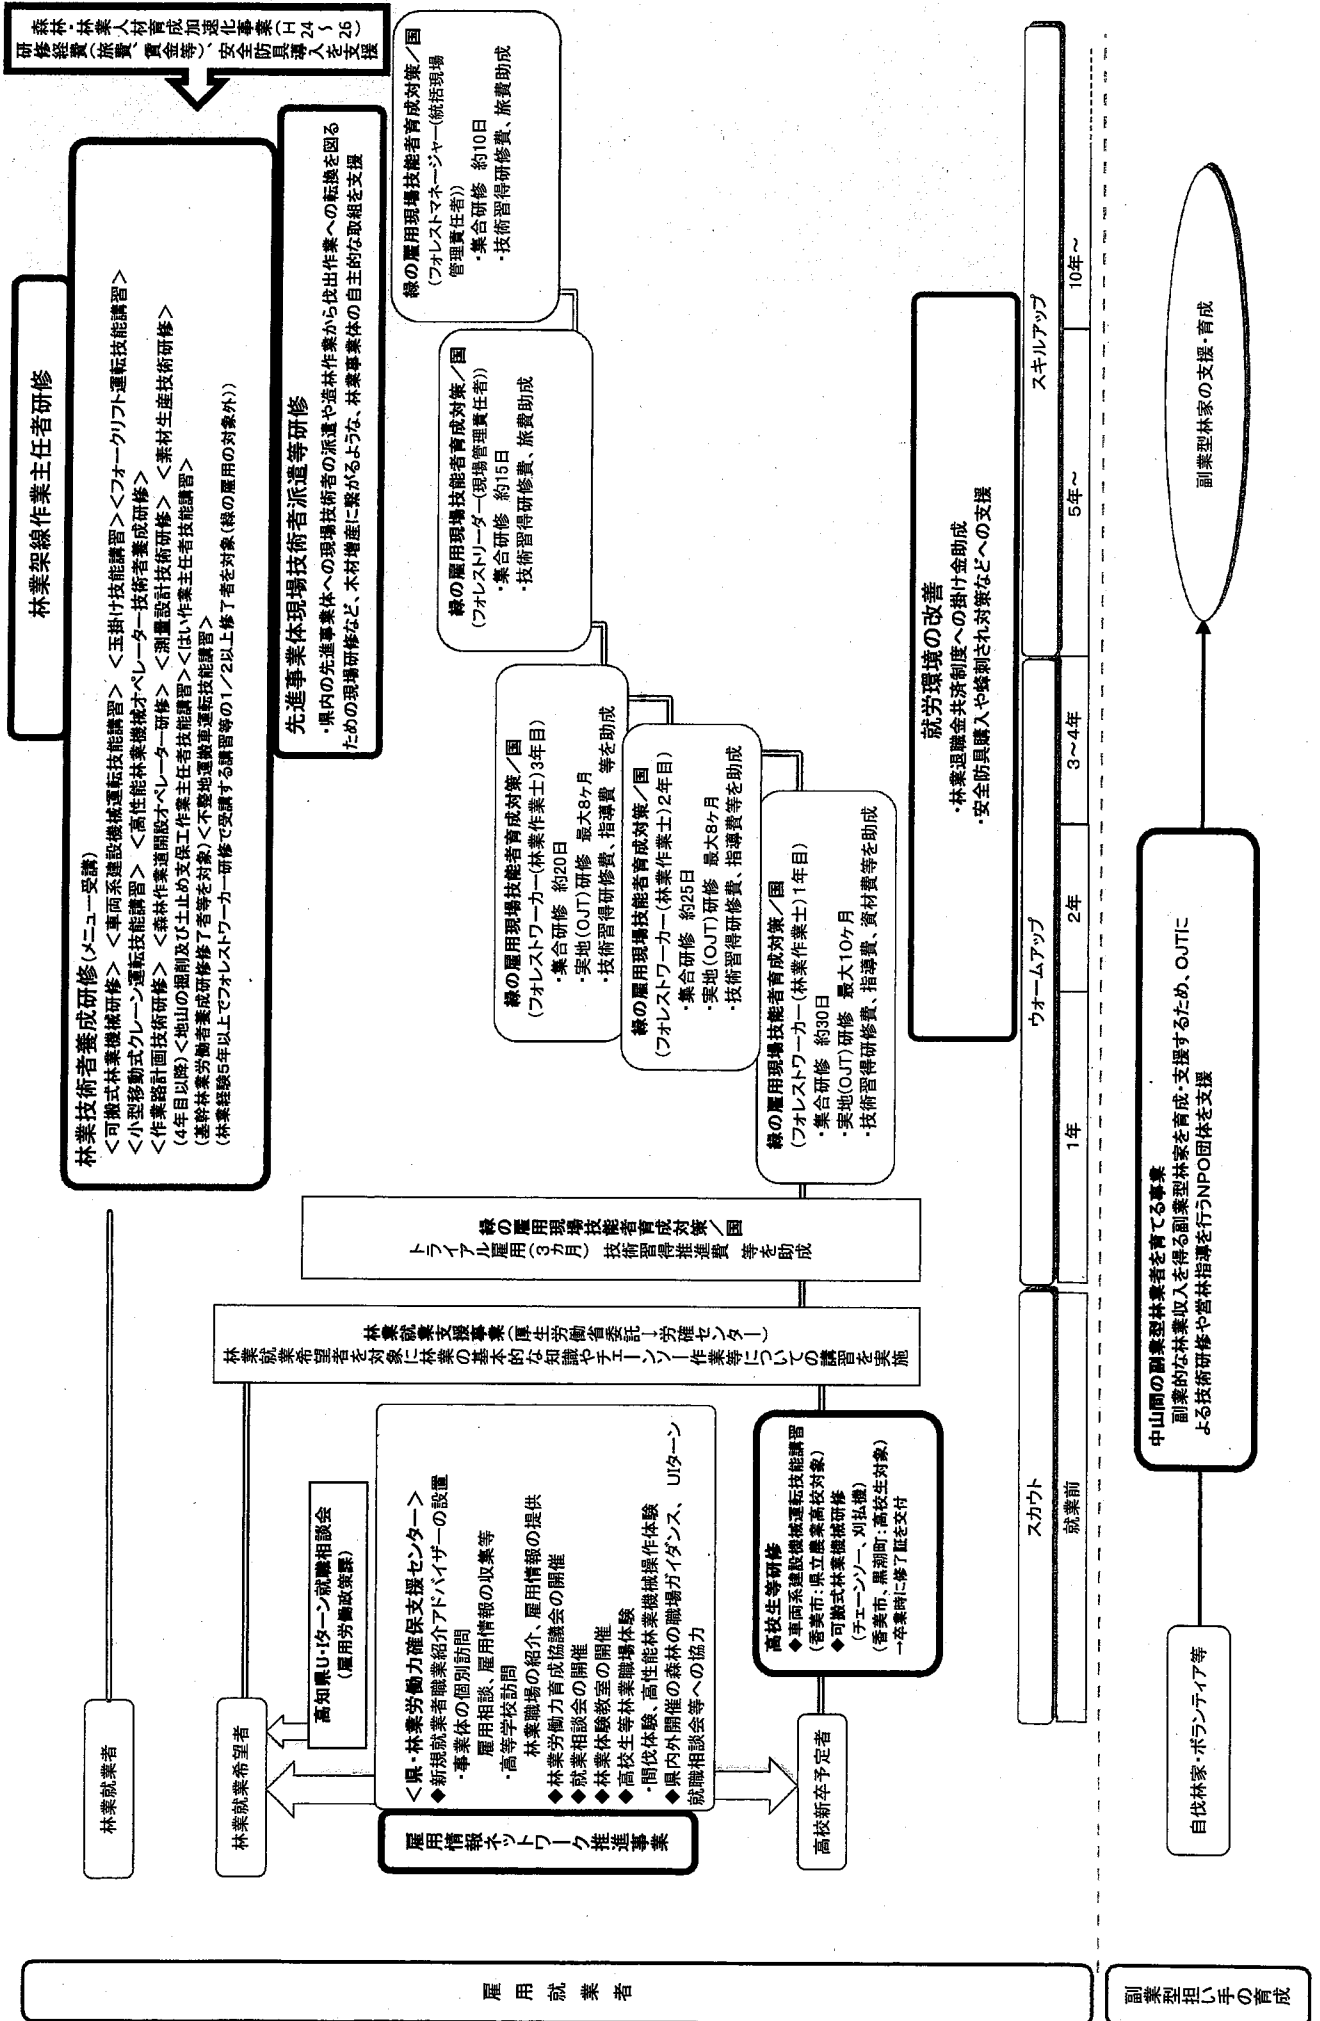 雇用就業者
副業型担い手の育成
林業就業者
林業就業希望者
高知県U・Iターン就職相談会
(雇用労働政策課)
雇用情報ネットワーク推進事業
<県・林業労働力確保支援センター>
◆新規就業者職業紹介アドバイザーの設置
・事業体の個別訪問
雇用相談、雇用情報の収集等
・高等学校訪問
林業職場の紹介、雇用情報の提供
◆林業労働力育成協議会の開催
◆就業相談会の開催
◆林業体験教室の開催
◆高校生等林業職場体験
・間伐体験、高性能林業機械操作体験
◆県内外開催の森林の職場ガイダンス、UIターン
就職相談会等への協力
高校新卒予定者
高校生等研修
◆車両系建設機械運転技能講習
(香美市:県立農業高校対象)
◆可搬式林業機械研修
(チェーンソー、刈払機)
(香美市、黒潮町:高校生対象)
→卒業時に修了証を交付
林業就業支援事業(厚生労働省委託→労確センター)
林業就業希望者を対象に林業の基本的な知識やチェーンソー作業等についての講習を実施
緑の雇用現場技能者育成対策/国
トライアル雇用(3カ月) 技術習得推進費 等を助成
林業架線作業主任者研修
林業技術者養成研修(メニュー受講)
<可搬式林業機械研修> <車両系建設機械運転技能講習> <玉掛け技能講習><フォークリフト運転技能講習>
<小型移動式クレーン運転技能講習> <高性能林業機械オペレーター技術者養成研修>
<作業路計画技術研修> <森林作業道開設オペレーター研修> <測量設計技術研修> <素材生産技術研修>
(4年目以降)<地山の掘削及び土止め支保工作業主任者技能講習><はい作業主任者技能講習>
(基幹林業労働者養成研修修了者等を対象)<不整地運搬車運転技能講習>
(林業経験5年以上でフォレストワーカー研修で受講する講習等の1/2以上修了者を対象(緑の雇用の対象外))
森林・林業人材育成加速化事業(H24~26)
研修経費(旅費、賃金等)、安全防具導入を支援
先進事業体現場技術者派遣等研修
・県内の先進事業体への現場技術者の派遣や造林作業から伐出作業への転換を図る
ための現場研修など、木材増産に繋がるような、林業事業体の自主的な取組を支援
緑の雇用現場技能者育成対策/国
(フォレストマネージャー(統括現場
管理責任者))
・集合研修 約10日
・技術習得研修費、旅費助成
緑の雇用現場技能者育成対策/国
(フォレストリーダー(現場管理責任者))
・集合研修 約15日
・技術習得研修費、旅費助成
緑の雇用現場技能者育成対策/国
(フォレストワーカー(林業作業士)3年目)
・集合研修 約20日
・実地(OJT)研修 最大8ヶ月
・技術習得研修費、指導費 等を助成
緑の雇用現場技能者育成対策/国
(フォレストワーカー(林業作業士)2年目)
・集合研修 約25日
・実地(OJT)研修 最大8ヶ月
・技術習得研修費、指導費等を助成
緑の雇用現場技能者育成対策/国
(フォレストワーカー(林業作業士)1年目)
・集合研修 約30日
・実地(OJT)研修 最大10ヶ月
・技術習得研修費、指導費、資材費等を助成
就労環境の改善
・林業退職金共済制度への掛け金助成
・安全防具購入や蜂刺され対策などへの支援
スカウト
ウォームアップ
スキルアップ
就業前
1年
2年
3~4年
5年~
10年~
自伐林家・ボランティア等
中山間の副業型林業者を育てる事業
副業的な林業収入を得る副業型林家を育成・支援するため、OJTに
よる技術研修や営林指導を行うNPO団体を支援
副業型林家の支援・育成